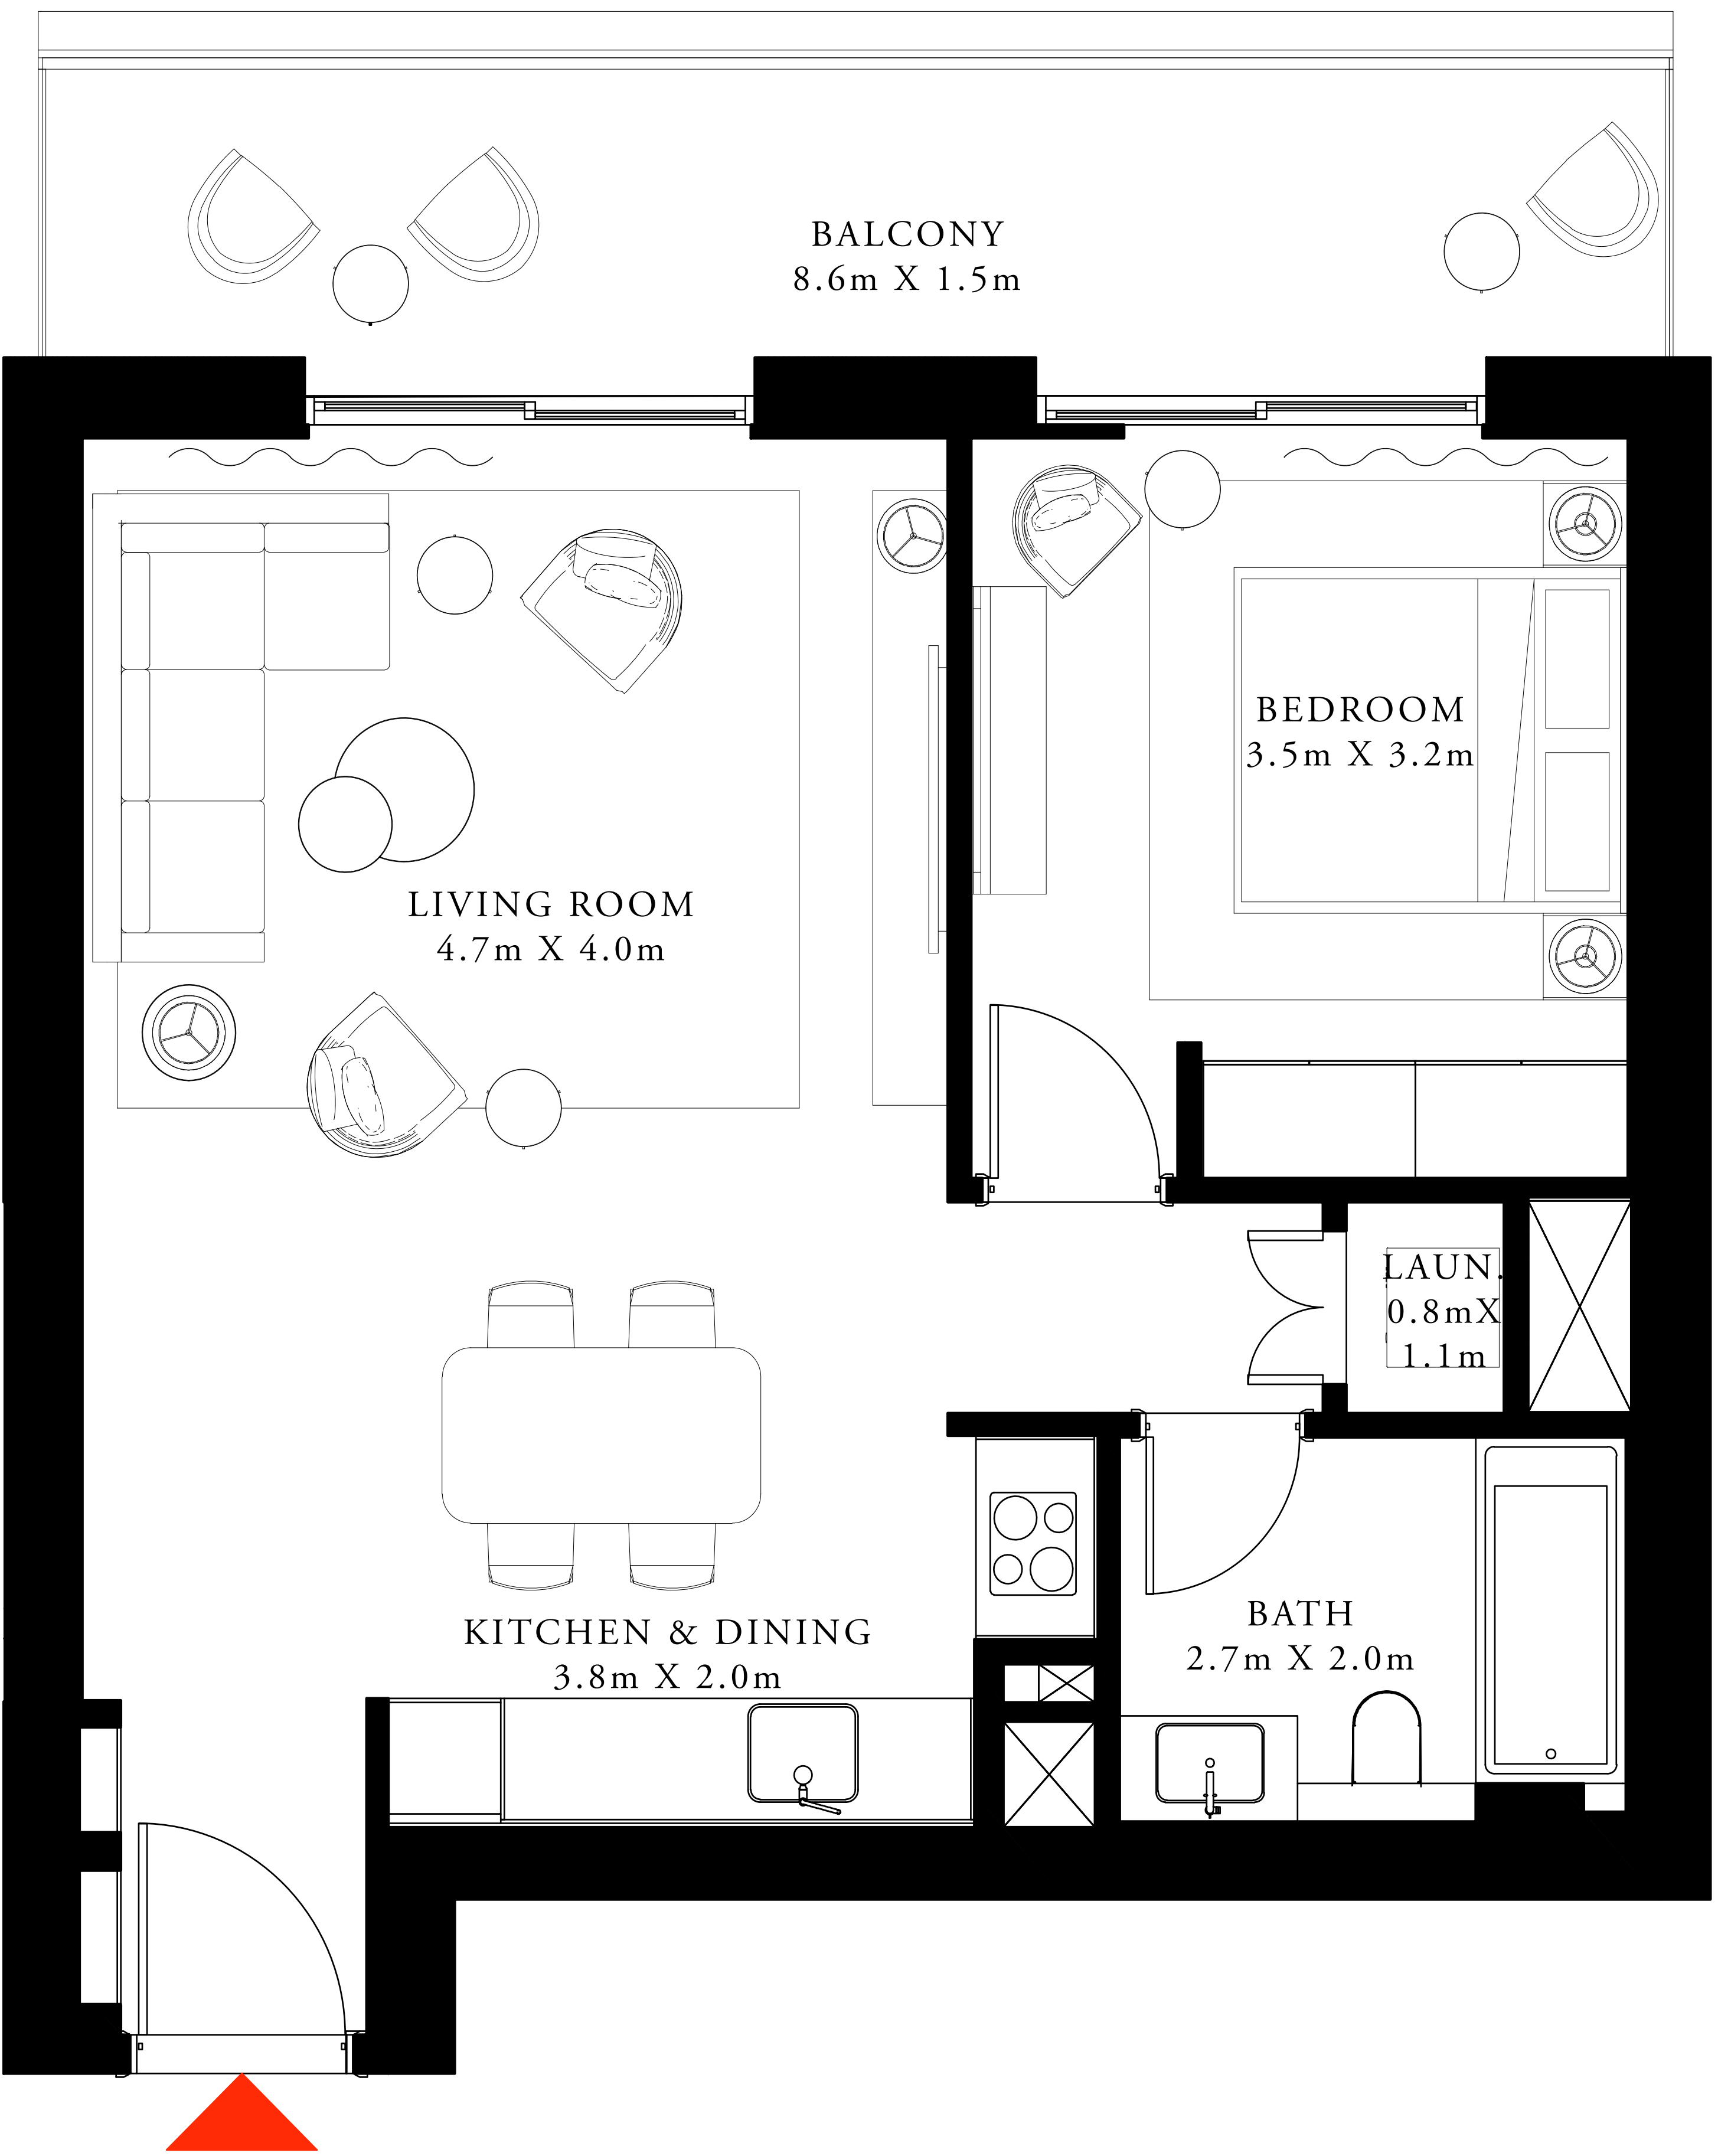 BALCONY
8.6m X 1.5m
BEDROOM
3.5m X 3.2m
LIVING ROOM
4.7m X 4.0m
LAUN.
0.8mX
1.1m
KITCHEN & DINING
3.8m X 2.0m
BATH
2.7m X 2.0m